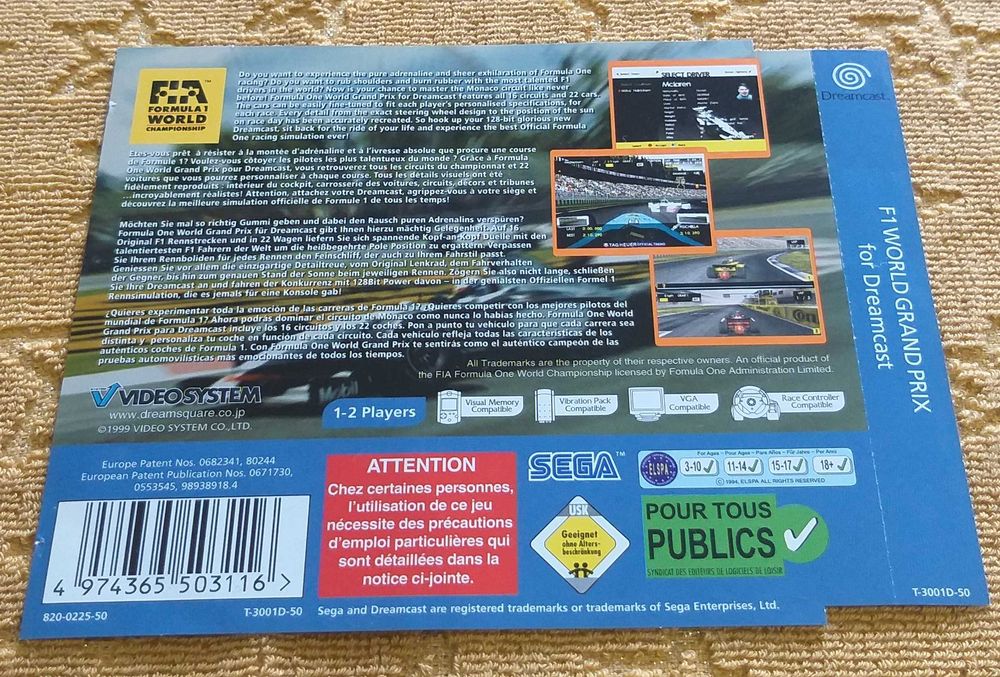 FIA™
FORMULA 1
WORLD
CHAMPIONSHIP
Do you want to experience the pure adrenaline and sheer exhilaration of Formula One
racing? Do you want to rub shoulders and burn rubber with the most talented F1
drivers in the world? Now is your chance to master the Monaco circuit like never
before! Formula One World Grand Prix for Dreamcast features all 16 circuits and 22 cars.
The cars can be easily fine-tuned to fit each player's personalised specifications, for
each race. Every detail from the exact steering wheel design to the position of the sun
on race day has been accurately recreated. So hook up your 128-bit glorious new
Dreamcast, sit back for the ride of your life and experience the best Official Formula
One racing simulation ever!
Etes-vous prêt à résister à la montée d'adrénaline et à l'ivresse absolue que procure une course
de Formule 1? Voulez-vous côtoyer les pilotes les plus talentueux du monde ? Grâce à Formula
One World Grand Prix pour Dreamcast, vous retrouverez tous les circuits du championnat et 22
voitures que vous pourrez personnaliser à chaque course. Tous les détails visuels ont été
fidèlement reproduits : intérieur du cockpit, carrosserie des voitures, circuits, décors et tribunes
...incroyablement réalistes! Attention, attachez votre Dreamcast, agrippez-vous à votre siège et
découvrez la meilleure simulation officielle de Formule 1 de tous les temps!
Möchten Sie mal so richtig Gummi geben und dabei den Rausch puren Adrenalins verspüren?
Formula One World Grand Prix für Dreamcast gibt Ihnen hierzu mächtig Gelegenheit. Auf 16
Original F1 Rennstrecken und in 22 Wagen liefern Sie sich spannende Kopf-an-Kopf Duelle mit den
talentiertesten F1 Fahrern der Welt um die heißbegehrte Pole Position zu ergattern. Verpassen
Sie Ihrem Rennboliden für jedes Rennen den Feinschliff, der auch zu Ihrem Fahrstil passt.
Geniessen Sie vor allem die einzigartige Detailtreue, vom Original Lenkrad, dem Fahrverhalten
der Gegner, bis hin zum genauen Stand der Sonne beim jeweiligen Rennen. Zögern Sie also nicht lange, schließen
Sie Ihre Dreamcast an und fahren der Konkurrenz mit 128Bit Power davon – in der genialsten Offiziellen Formel 1
Rennsimulation, die es jemals für eine Konsole gab!
¿Quieres experimentar toda la emoción de las carreras de Formula 1? ¿Quieres competir con los mejores pilotos del
mundial de Formula 1? Ahora podrás dominar el circuito de Mónaco como nunca lo habías hecho. Formula One World
Grand Prix para Dreamcast incluye los 16 circuitos y los 22 coches. Pon a punto tu vehículo para que cada carrera sea
distinta y personaliza tu coche en función de cada circuito. Cada vehículo refleja todas las características de los
auténticos coches de Formula 1. Con Formula One World Grand Prix te sentirás como el auténtico campeón de las
pruebas automovilísticas más emocionantes de todos los tiempos.
SELECT DRIVER
McLaren
FISICHELLA
TAG HEUER OFFICIAL TIMING
All Trademarks are the property of their respective owners. An official product of
the FIA Formula One World Championship licensed by Fomula One Administration Limited.
Mobil
VIDEOSYSTEM
www.dreamsquare.co.jp
©1999 VIDEO SYSTEM CO.,LTD.
1-2 Players
Visual Memory
Compatible
Vibration Pack
Compatible
VGA
Compatible
Race Controller
Compatible
Europe Patent Nos. 0682341, 80244
European Patent Publication Nos. 0671730,
0553545, 98938918.4
4 974365 503116 >
820-0225-50
T-3001D-50
ATTENTION
Chez certaines personnes,
l'utilisation de ce jeu
nécessite des précautions
d'emploi particulières qui
sont détaillées dans la
notice ci-jointe.
SEGA™
ELSPA
For Ages - Pour Ages - Para Años - Für Jahre - Per Anni
3-10 ✓ 11-14 ✓ 15-17 ✓ 18+ ✓
© 1994, ELSPA ALL RIGHTS RESERVED
USK
Geeignet
ohne Alters-
beschränkung
POUR TOUS
PUBLICS
SYNDICAT DES EDITEURS DE LOGICIELS DE LOISIR
Sega and Dreamcast are registered trademarks or trademarks of Sega Enterprises, Ltd.
Dreamcast.
F1 WORLD GRAND PRIX
for Dreamcast
T-3001D-50